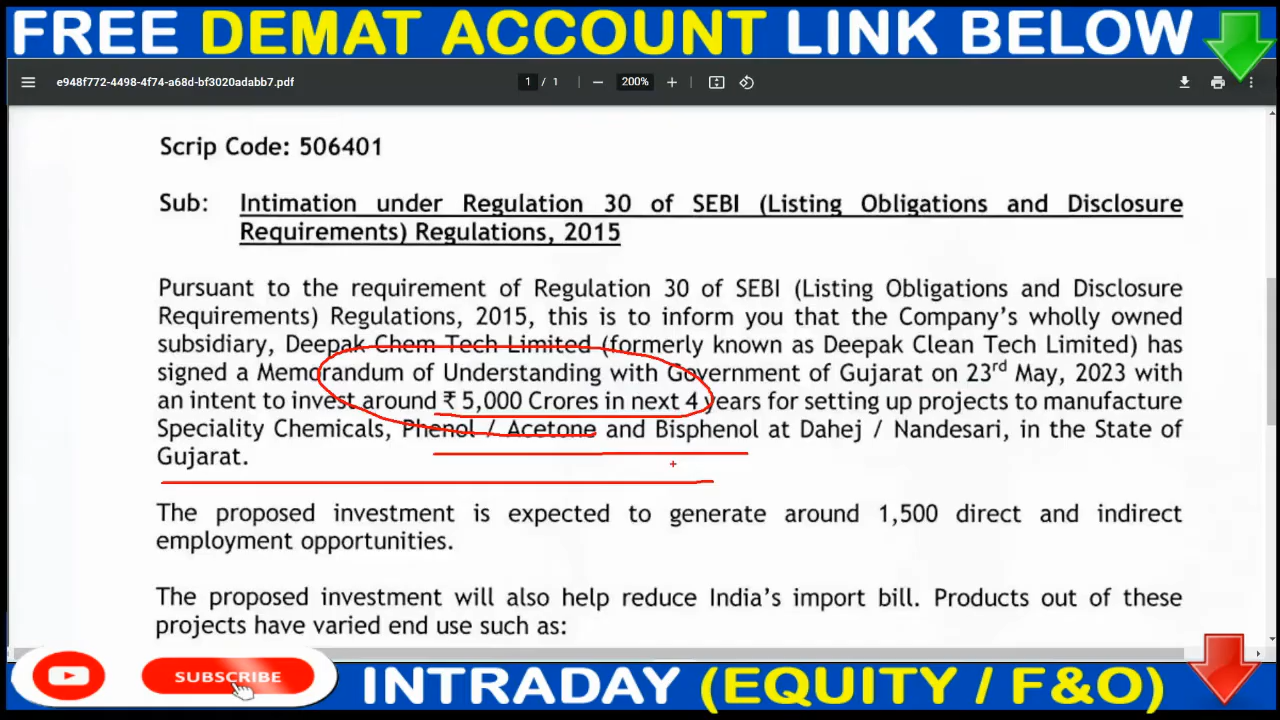 FREE DEMAT ACCOUNT LINK BELOW
e948f772-4498-4f74-a68d-bf3020adabb7.pdf 1 / 1 − 200% +
Scrip Code: 506401
Sub: Intimation under Regulation 30 of SEBI (Listing Obligations and Disclosure
Requirements) Regulations, 2015
Pursuant to the requirement of Regulation 30 of SEBI (Listing Obligations and Disclosure
Requirements) Regulations, 2015, this is to inform you that the Company's wholly owned
subsidiary, Deepak Chem Tech Limited (formerly known as Deepak Clean Tech Limited) has
signed a Memorandum of Understanding with Government of Gujarat on 23rd May, 2023 with
an intent to invest around ₹ 5,000 Crores in next 4 years for setting up projects to manufacture
Speciality Chemicals, Phenol / Acetone and Bisphenol at Dahej / Nandesari, in the State of
Gujarat.
The proposed investment is expected to generate around 1,500 direct and indirect
employment opportunities.
The proposed investment will also help reduce India's import bill. Products out of these
projects have varied end use such as:
SUBSCRIBE
INTRADAY (EQUITY / F&O)